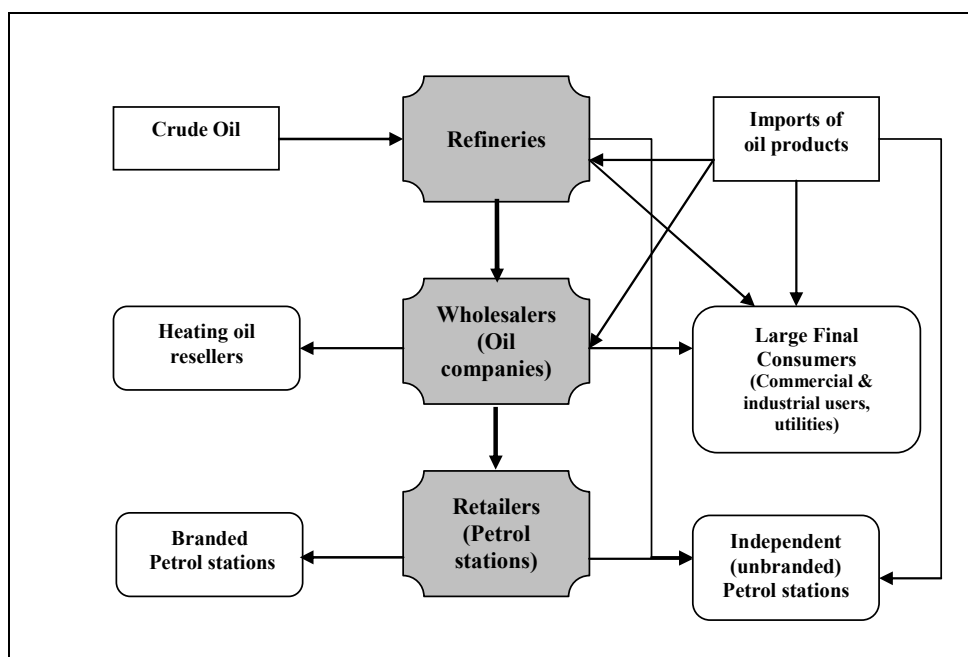 Crude Oil
Refineries
Imports of
oil products
Heating oil
resellers
Wholesalers
(Oil
companies)
Large Final
Consumers
(Commercial &
industrial users,
utilities)
Branded
Petrol stations
Retailers
(Petrol
stations)
Independent
(unbranded)
Petrol stations